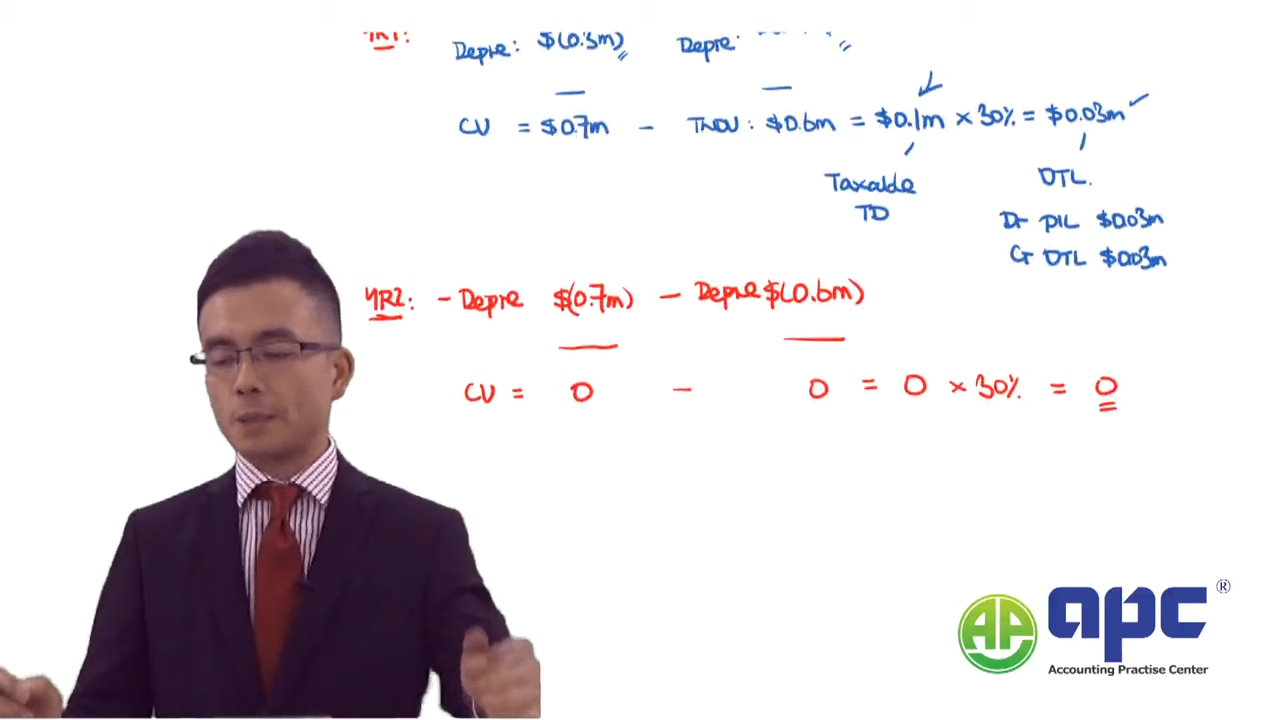 YR1:
Depre: $(0.3m) Depre:
CV = $0.7m - TNDV: $0.6m = $0.1m × 30% = $0.03m ✓
Taxable DTL.
TD Dr P/L $0.03m
Cr DTL $0.03m
YR2: - Depre $(0.7m) - Depre $(0.6m)
CV = 0 - 0 = 0 × 30% = 0
AP
apc®
Accounting Practise Center